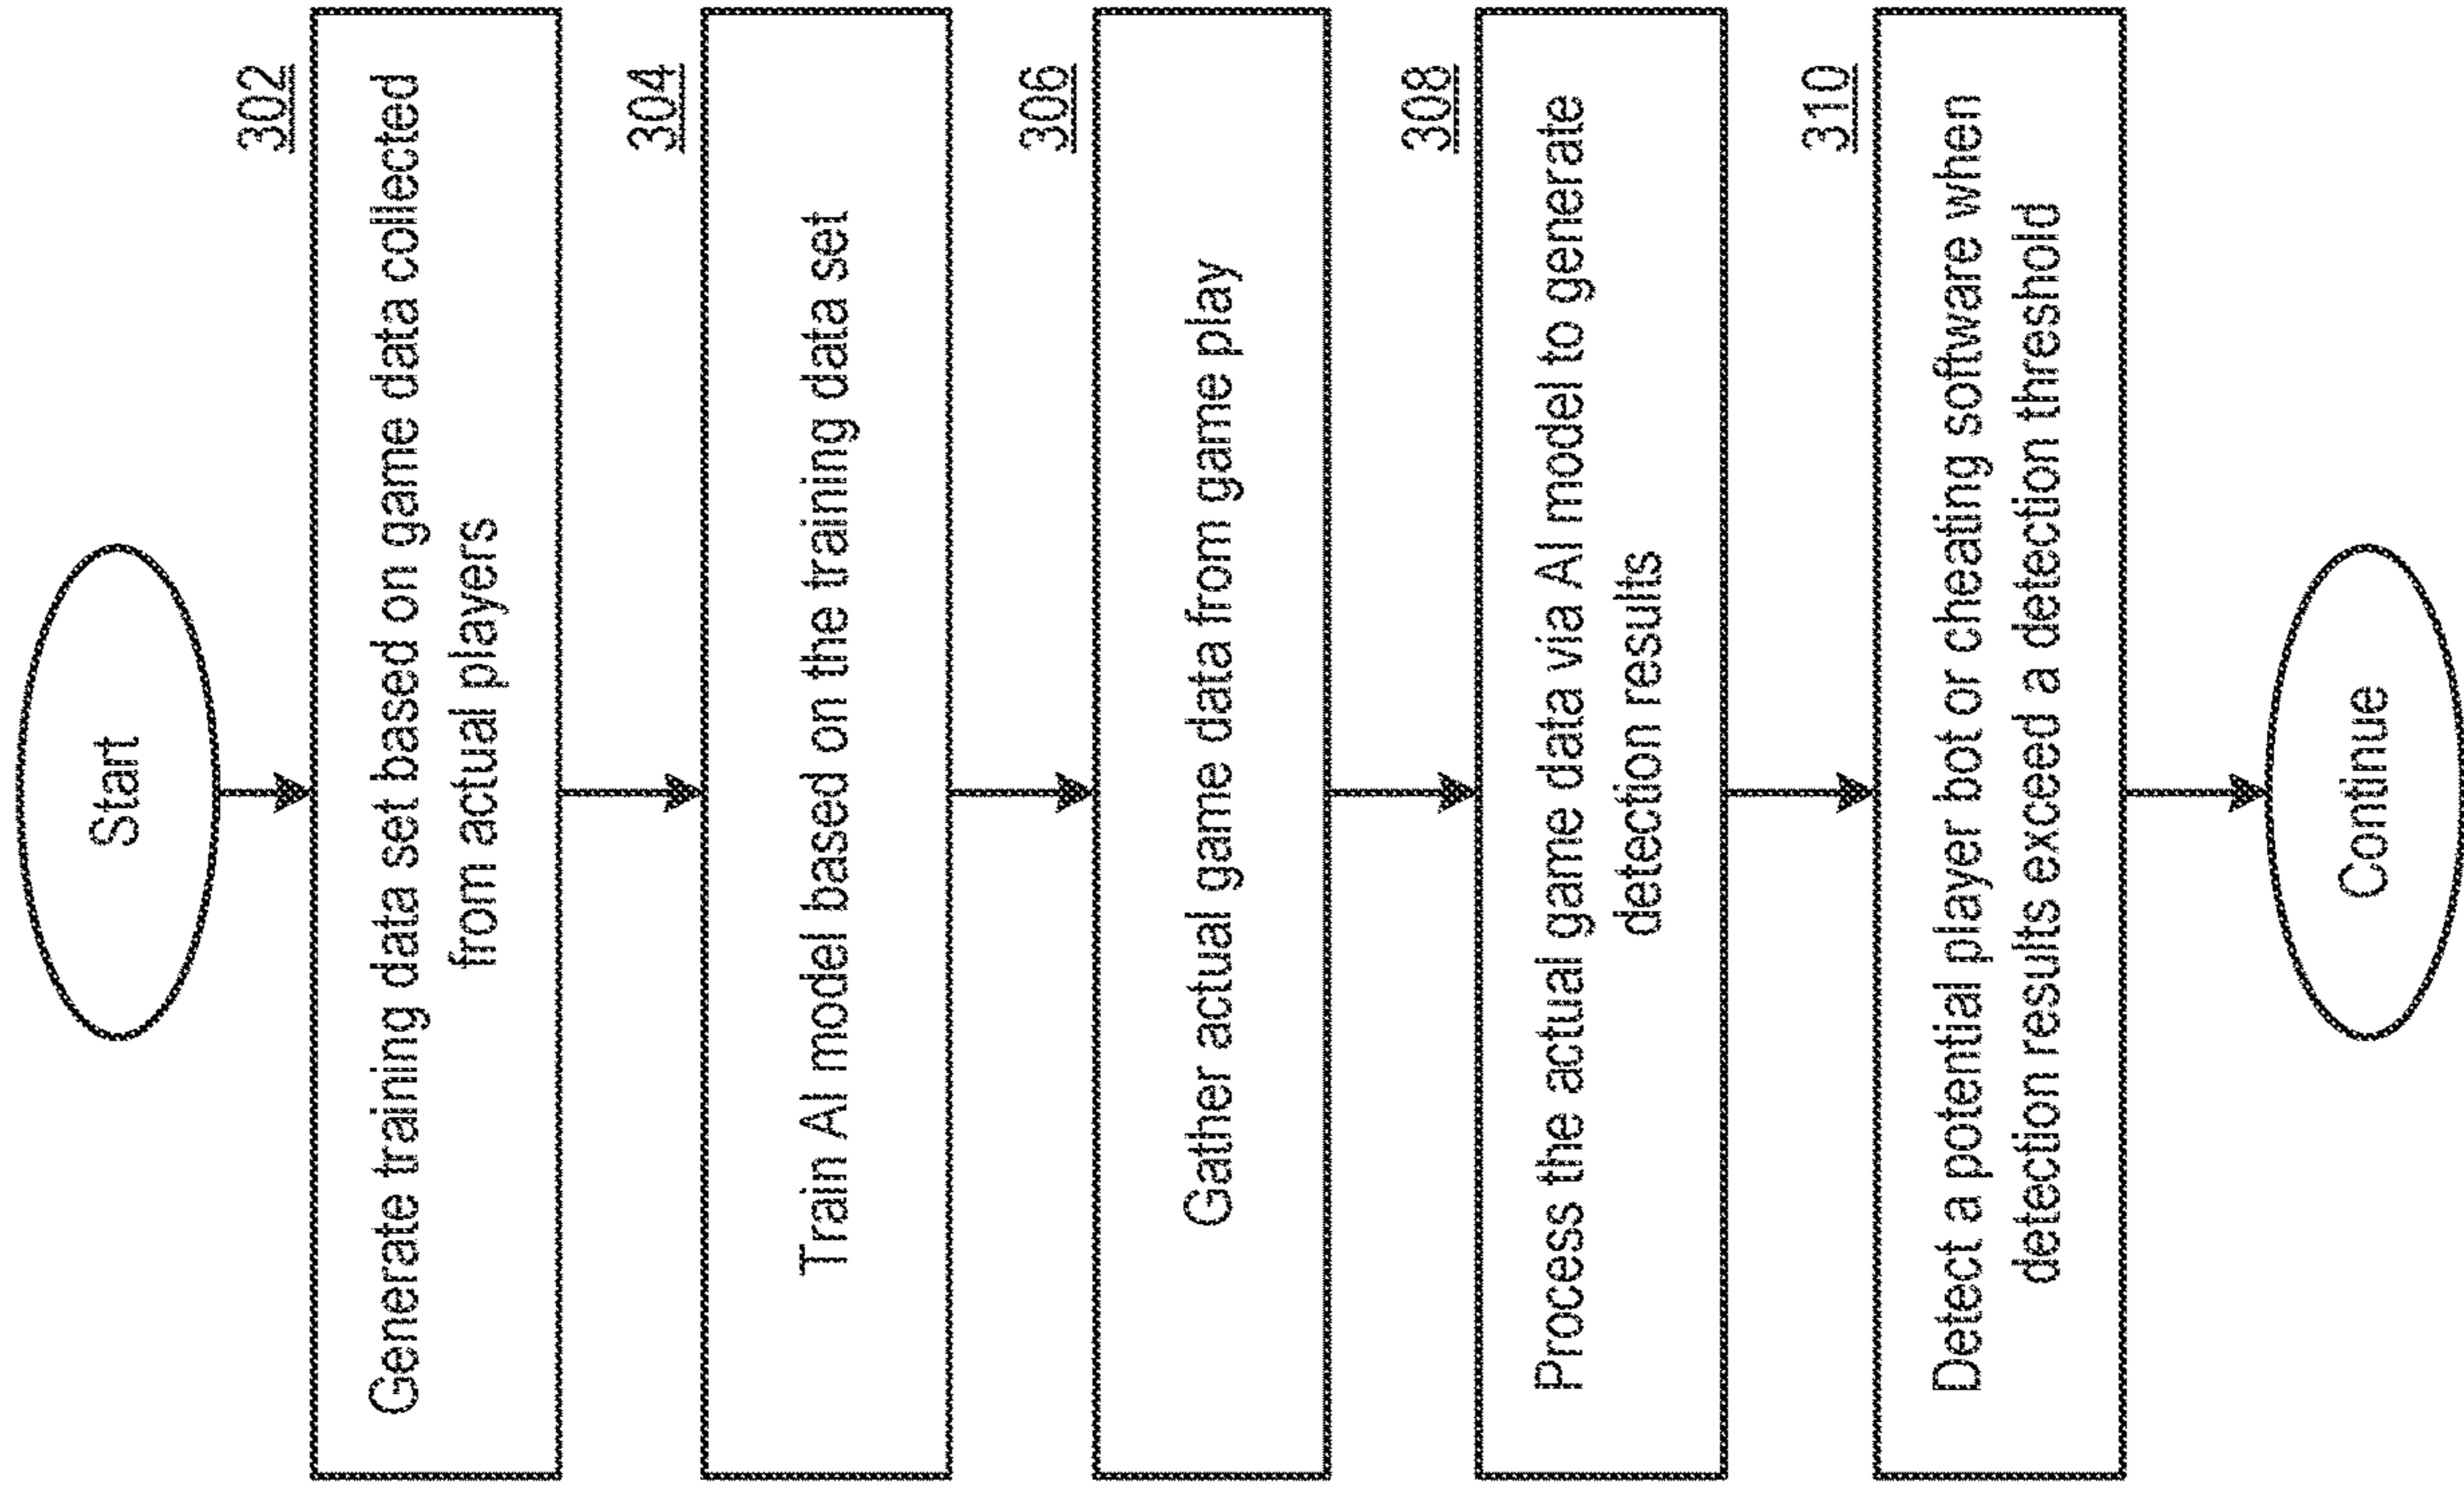 Start
302
Generate training data set based on game data collected
from actual players
304
Train AI model based on the training data set
306
Gather actual game data from game play
308
Process the actual game data via AI model to generate
detection results
310
Detect a potential player bot or cheating software when
detection results exceed a detection threshold
Continue